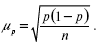 μₚ = √(p(1 − p)/n) .